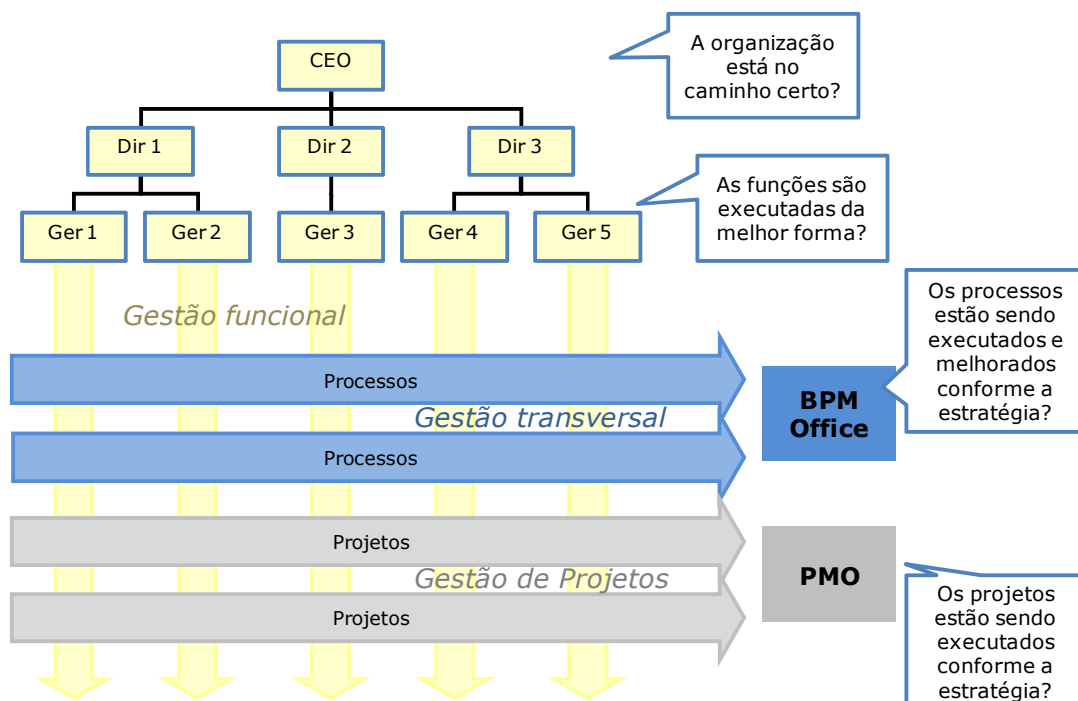 CEO
A organização
está no
caminho certo?
Dir 1
Dir 2
Dir 3
As funções são
executadas da
melhor forma?
Ger 1
Ger 2
Ger 3
Ger 4
Ger 5
Gestão funcional
Os processos
estão sendo
executados e
melhorados
conforme a
estratégia?
Processos
Gestão transversal
BPM
Office
Processos
Projetos
Gestão de Projetos
PMO
Projetos
Os projetos
estão sendo
executados
conforme a
estratégia?